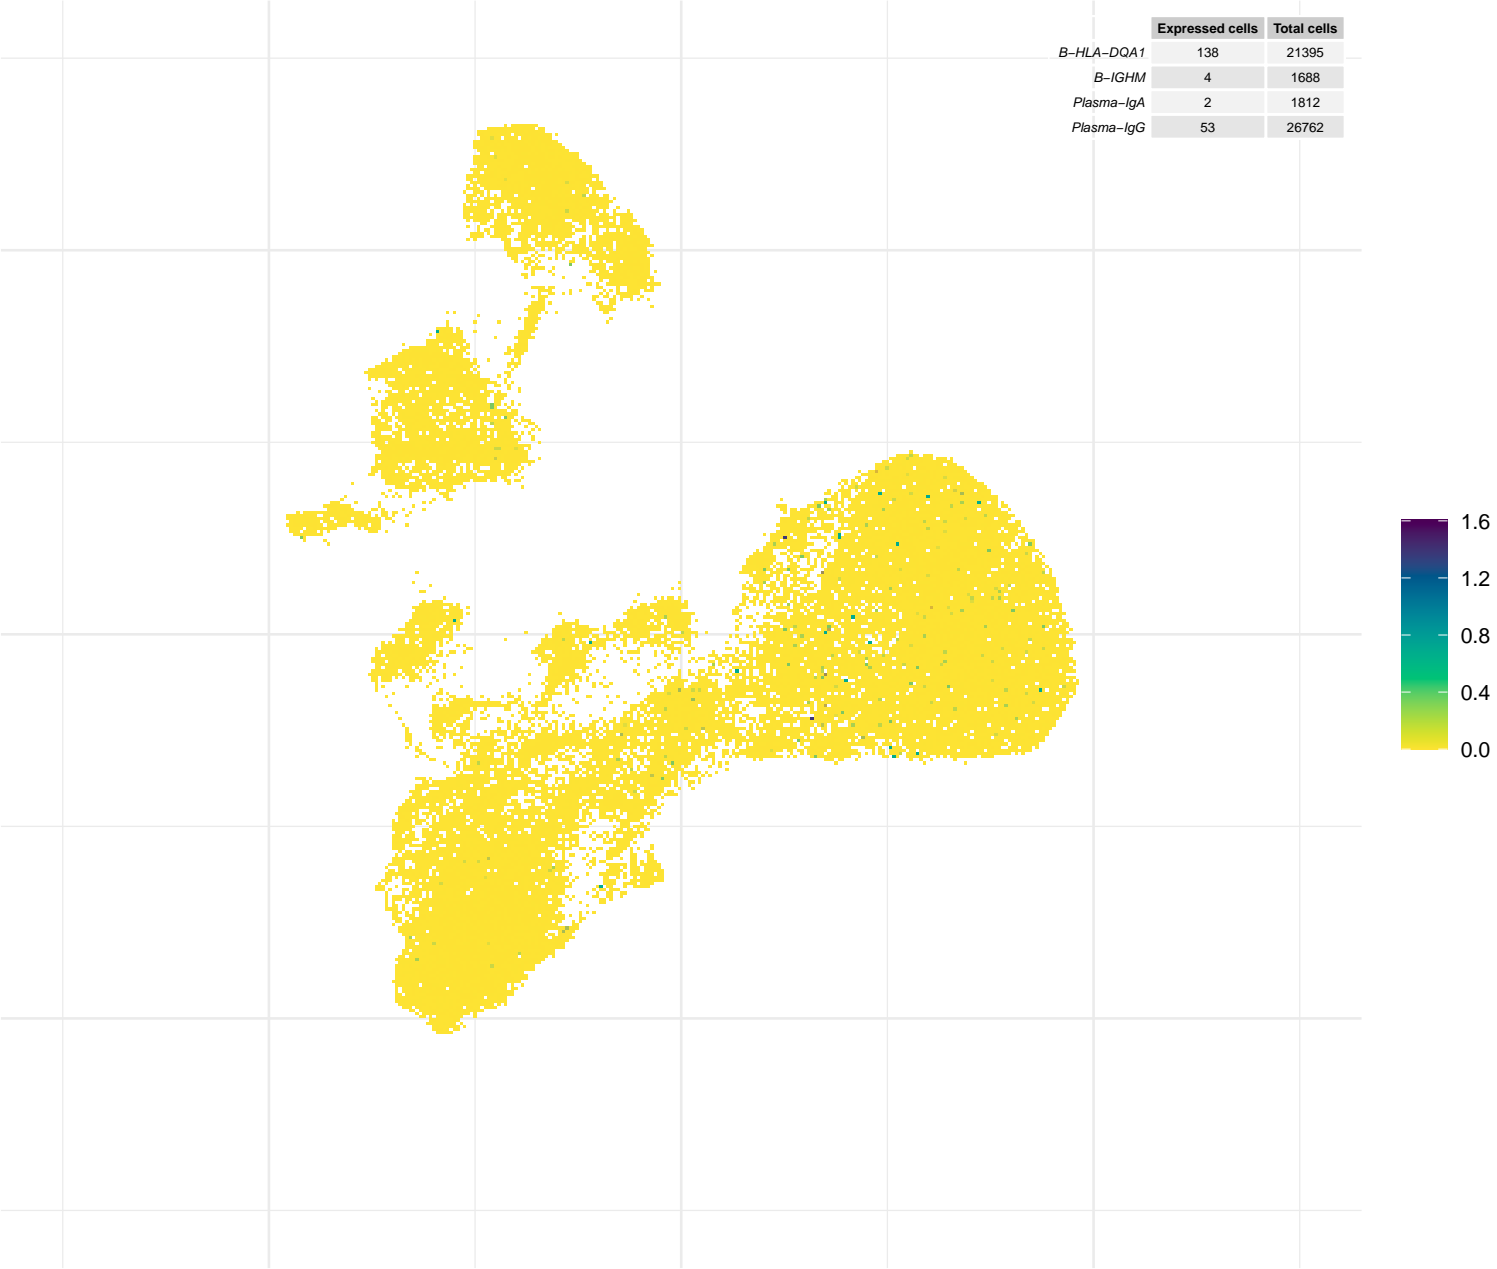 Expressed cells Total cells
B−HLA−DQA1 138 21395
B−IGHM 4 1688
Plasma−IgA 2 1812
Plasma−IgG 53 26762
1.6
1.2
0.8
0.4
0.0